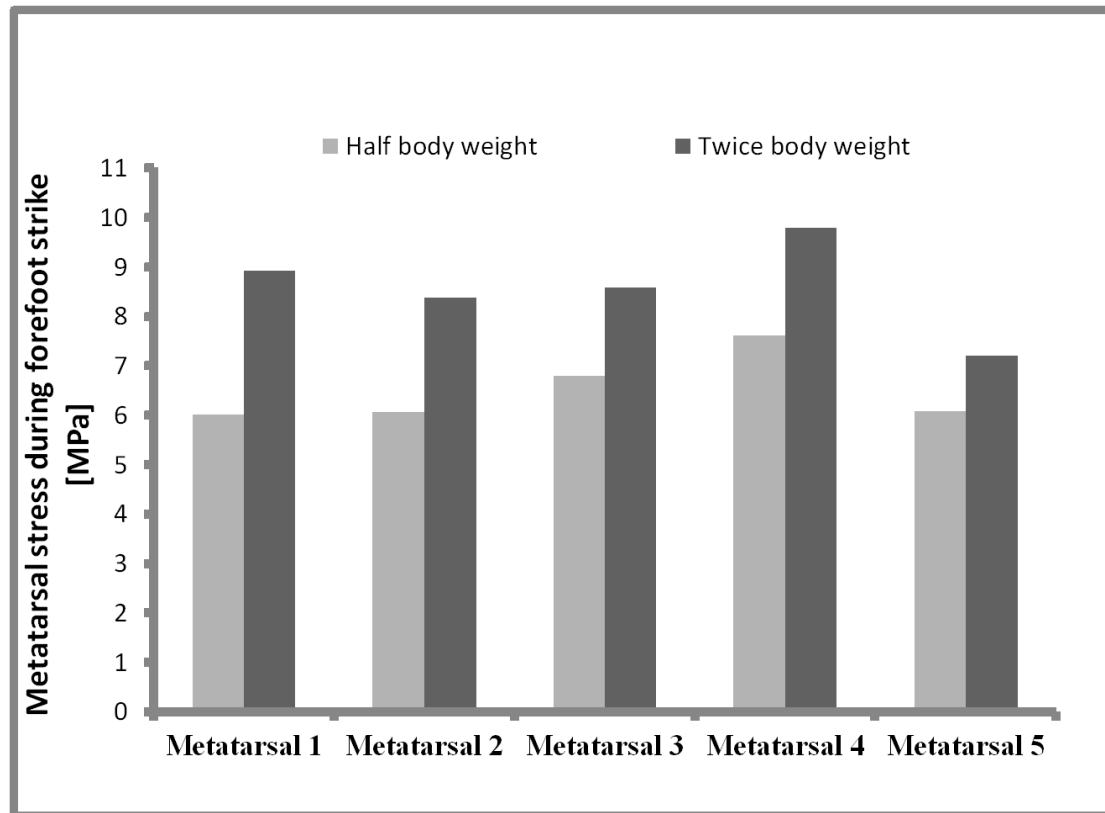 Half body weight
Twice body weight
Metatarsal stress during forefoot strike
[MPa]
11
10
9
8
7
6
5
4
3
2
1
0
Metatarsal 1
Metatarsal 2
Metatarsal 3
Metatarsal 4
Metatarsal 5